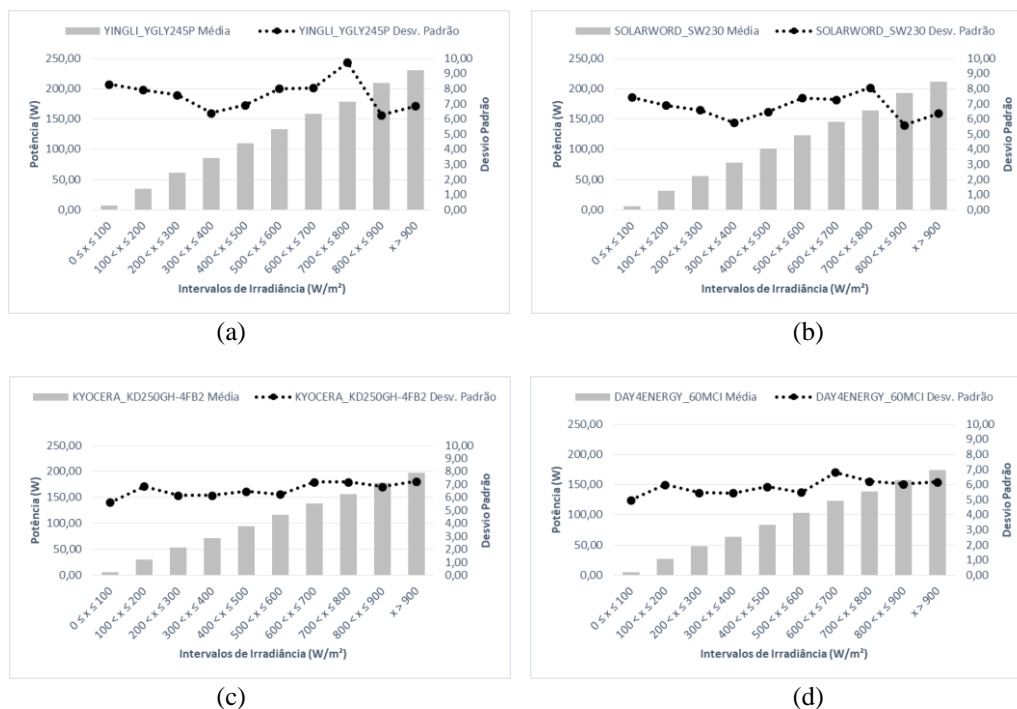 YINGLI_YGLY245P Média YINGLI_YGLY245P Desv. Padrão
250,00
200,00
150,00
100,00
50,00
0,00
Potência (W)
10,00
9,00
8,00
7,00
6,00
5,00
4,00
3,00
2,00
1,00
0,00
Desvio Padrão
0 ≤ x ≤ 100
100 < x ≤ 200
200 < x ≤ 300
300 < x ≤ 400
400 < x ≤ 500
500 < x ≤ 600
600 < x ≤ 700
700 < x ≤ 800
800 < x ≤ 900
x > 900
Intervalos de Irradiância (W/m²)
(a)
SOLARWORD_SW230 Média SOLARWORD_SW230 Desv. Padrão
250,00
200,00
150,00
100,00
50,00
0,00
Potência (W)
10,00
9,00
8,00
7,00
6,00
5,00
4,00
3,00
2,00
1,00
0,00
Desvio Padrão
0 ≤ x ≤ 100
100 < x ≤ 200
200 < x ≤ 300
300 < x ≤ 400
400 < x ≤ 500
500 < x ≤ 600
600 < x ≤ 700
700 < x ≤ 800
800 < x ≤ 900
x > 900
Intervalos de Irradiância (W/m²)
(b)
KYOCERA_KD250GH-4FB2 Média KYOCERA_KD250GH-4FB2 Desv. Padrão
250,00
200,00
150,00
100,00
50,00
0,00
Potência (W)
10,00
9,00
8,00
7,00
6,00
5,00
4,00
3,00
2,00
1,00
0,00
Desvio Padrão
0 ≤ x ≤ 100
100 < x ≤ 200
200 < x ≤ 300
300 < x ≤ 400
400 < x ≤ 500
500 < x ≤ 600
600 < x ≤ 700
700 < x ≤ 800
800 < x ≤ 900
x > 900
Intervalos de Irradiância (W/m²)
(c)
DAY4ENERGY_60MCI Média DAY4ENERGY_60MCI Desv. Padrão
250,00
200,00
150,00
100,00
50,00
0,00
Potência (W)
10,00
9,00
8,00
7,00
6,00
5,00
4,00
3,00
2,00
1,00
0,00
Desvio Padrão
0 ≤ x ≤ 100
100 < x ≤ 200
200 < x ≤ 300
300 < x ≤ 400
400 < x ≤ 500
500 < x ≤ 600
600 < x ≤ 700
700 < x ≤ 800
800 < x ≤ 900
x > 900
Intervalos de Irradiância (W/m²)
(d)